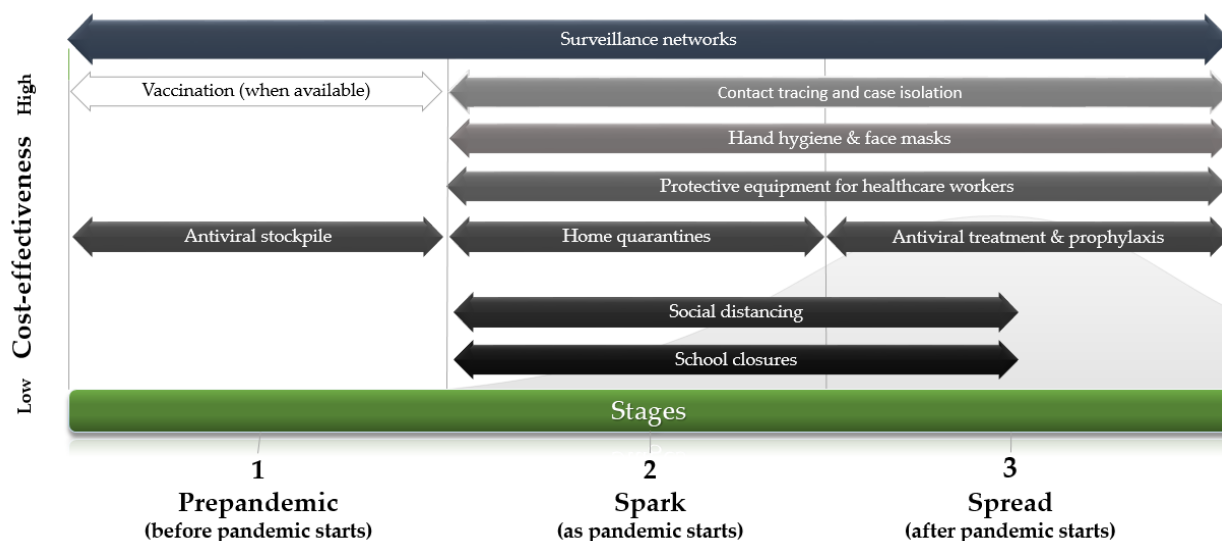 Surveillance networks
High
Vaccination (when available)
Contact tracing and case isolation
Hand hygiene & face masks
Cost-effectiveness
Protective equipment for healthcare workers
Antiviral stockpile
Home quarantines
Antiviral treatment & prophylaxis
Social distancing
School closures
Low
Stages
1
2
3
Prepandemic
Spark
Spread
(before pandemic starts)
(as pandemic starts)
(after pandemic starts)